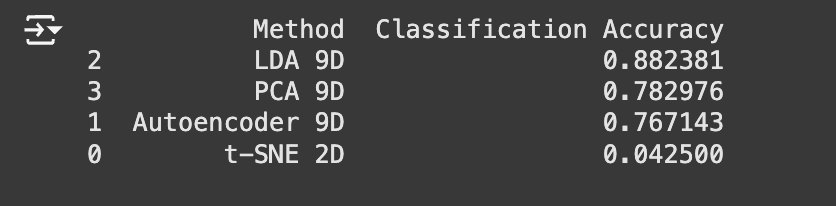 Method Classification Accuracy
2 LDA 9D 0.882381
3 PCA 9D 0.782976
1 Autoencoder 9D 0.767143
0 t-SNE 2D 0.042500